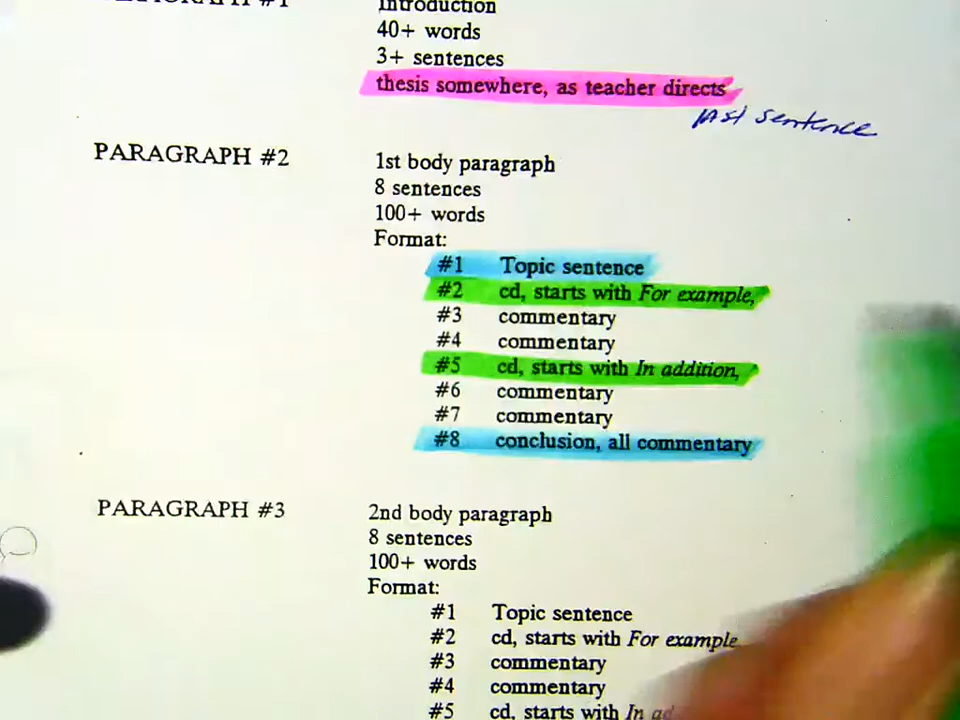 PARAGRAPH #1 Introduction
40+ words
3+ sentences
thesis somewhere, as teacher directs
last sentence
PARAGRAPH #2 1st body paragraph
8 sentences
100+ words
Format:
#1 Topic sentence
#2 cd, starts with For example,
#3 commentary
#4 commentary
#5 cd, starts with In addition,
#6 commentary
#7 commentary
#8 conclusion, all commentary
PARAGRAPH #3 2nd body paragraph
8 sentences
100+ words
Format:
#1 Topic sentence
#2 cd, starts with For example
#3 commentary
#4 commentary
#5 cd, starts with In ad